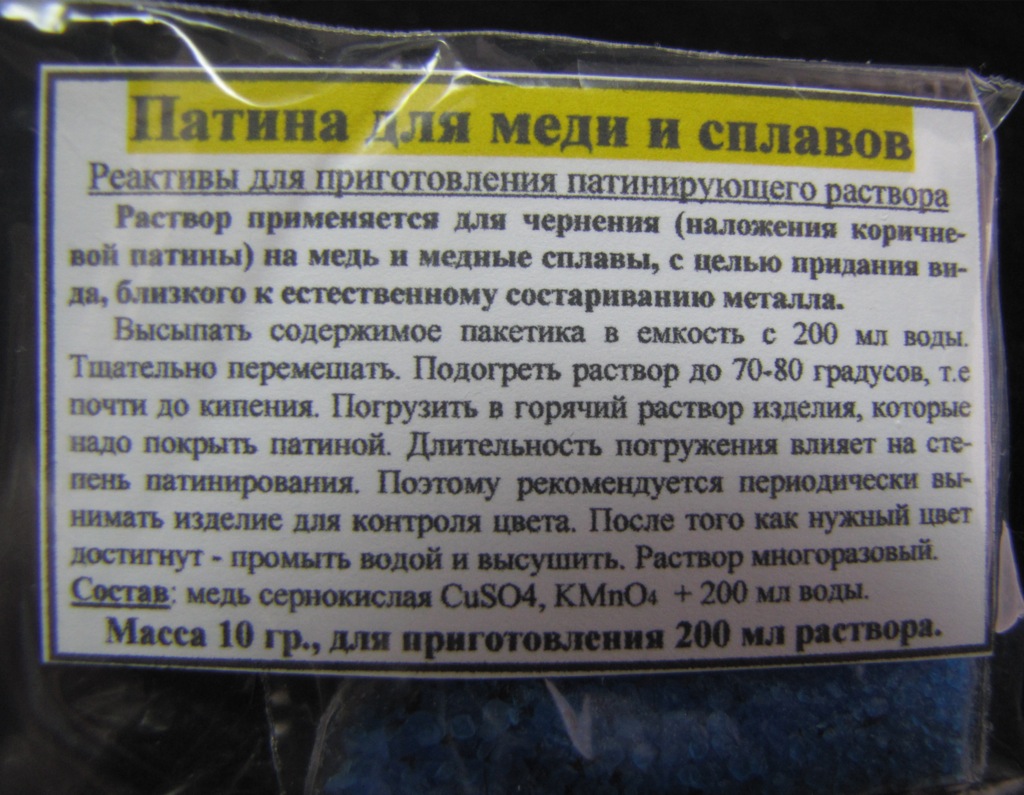 Патина для меди и сплавов
Реактивы для приготовления патинирующего раствора
Раствор применяется для чернения (наложения коричне-
вой патины) на медь и медные сплавы, с целью придания ви-
да, близкого к естественному состариванию металла.
Высыпать содержимое пакетика в емкость с 200 мл воды.
Тщательно перемешать. Подогреть раствор до 70-80 градусов, т.е
почти до кипения. Погрузить в горячий раствор изделия, которые
надо покрыть патиной. Длительность погружения влияет на сте-
пень патинирования. Поэтому рекомендуется периодически вы-
нимать изделие для контроля цвета. После того как нужный цвет
достигнут - промыть водой и высушить. Раствор многоразовый.
Состав: медь сернокислая CuSO4, KMnO4 + 200 мл воды.
Масса 10 гр., для приготовления 200 мл раствора.